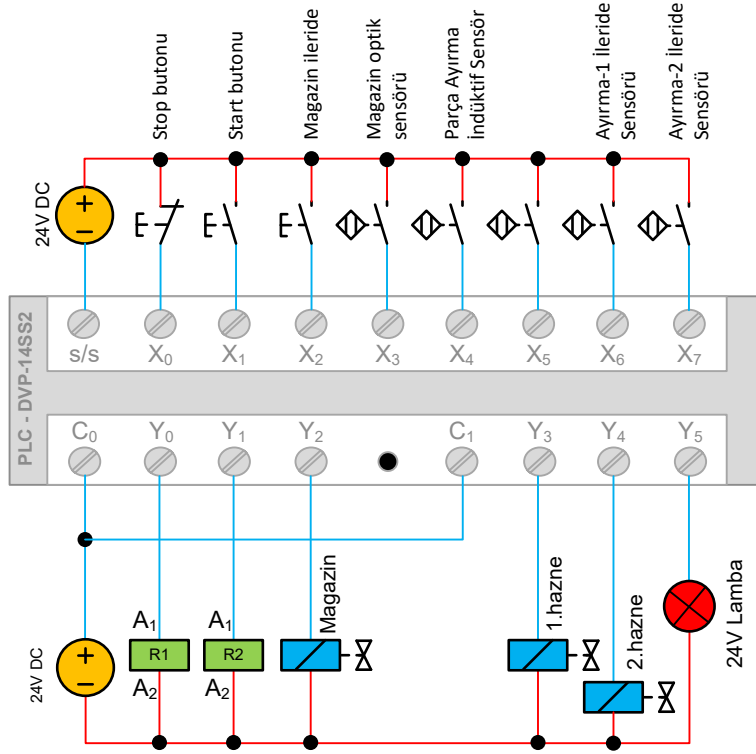 24V DC
Stop butonu
Start butonu
Magazin ileride
Magazin optik
sensörü
Parça Ayırma
İndüktif Sensör
Ayırma-1 İleride
Sensörü
Ayırma-2 İleride
Sensörü
+
−
PLC - DVP-14SS2
s/s
X₀
X₁
X₂
X₃
X₄
X₅
X₆
X₇
C₀
Y₀
Y₁
Y₂
C₁
Y₃
Y₄
Y₅
24V DC
+
−
A₁
R1
A₂
A₁
R2
A₂
Magazin
1.hazne
2.hazne
24V Lamba